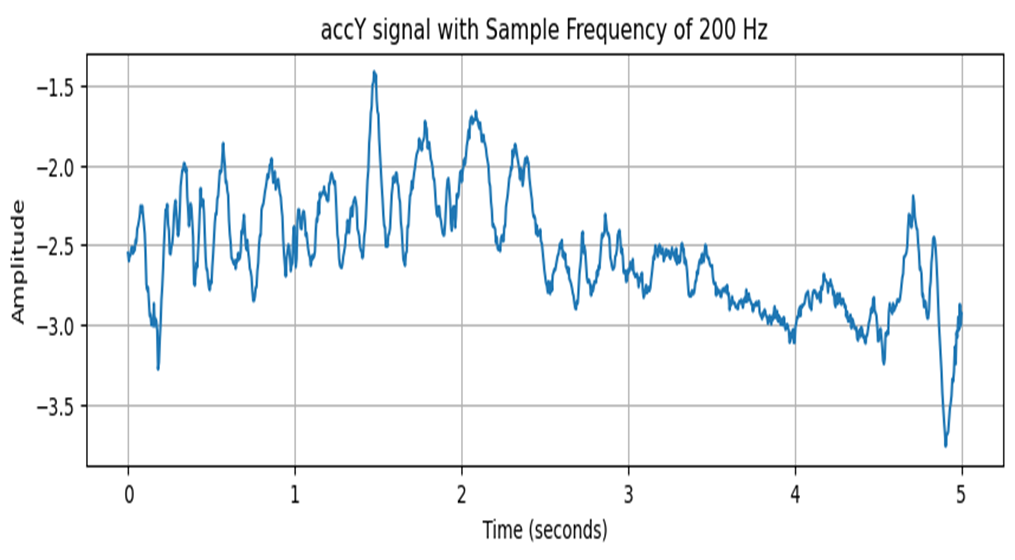 accY signal with Sample Frequency of 200 Hz
Amplitude
−1.5
−2.0
−2.5
−3.0
−3.5
0 1 2 3 4 5
Time (seconds)